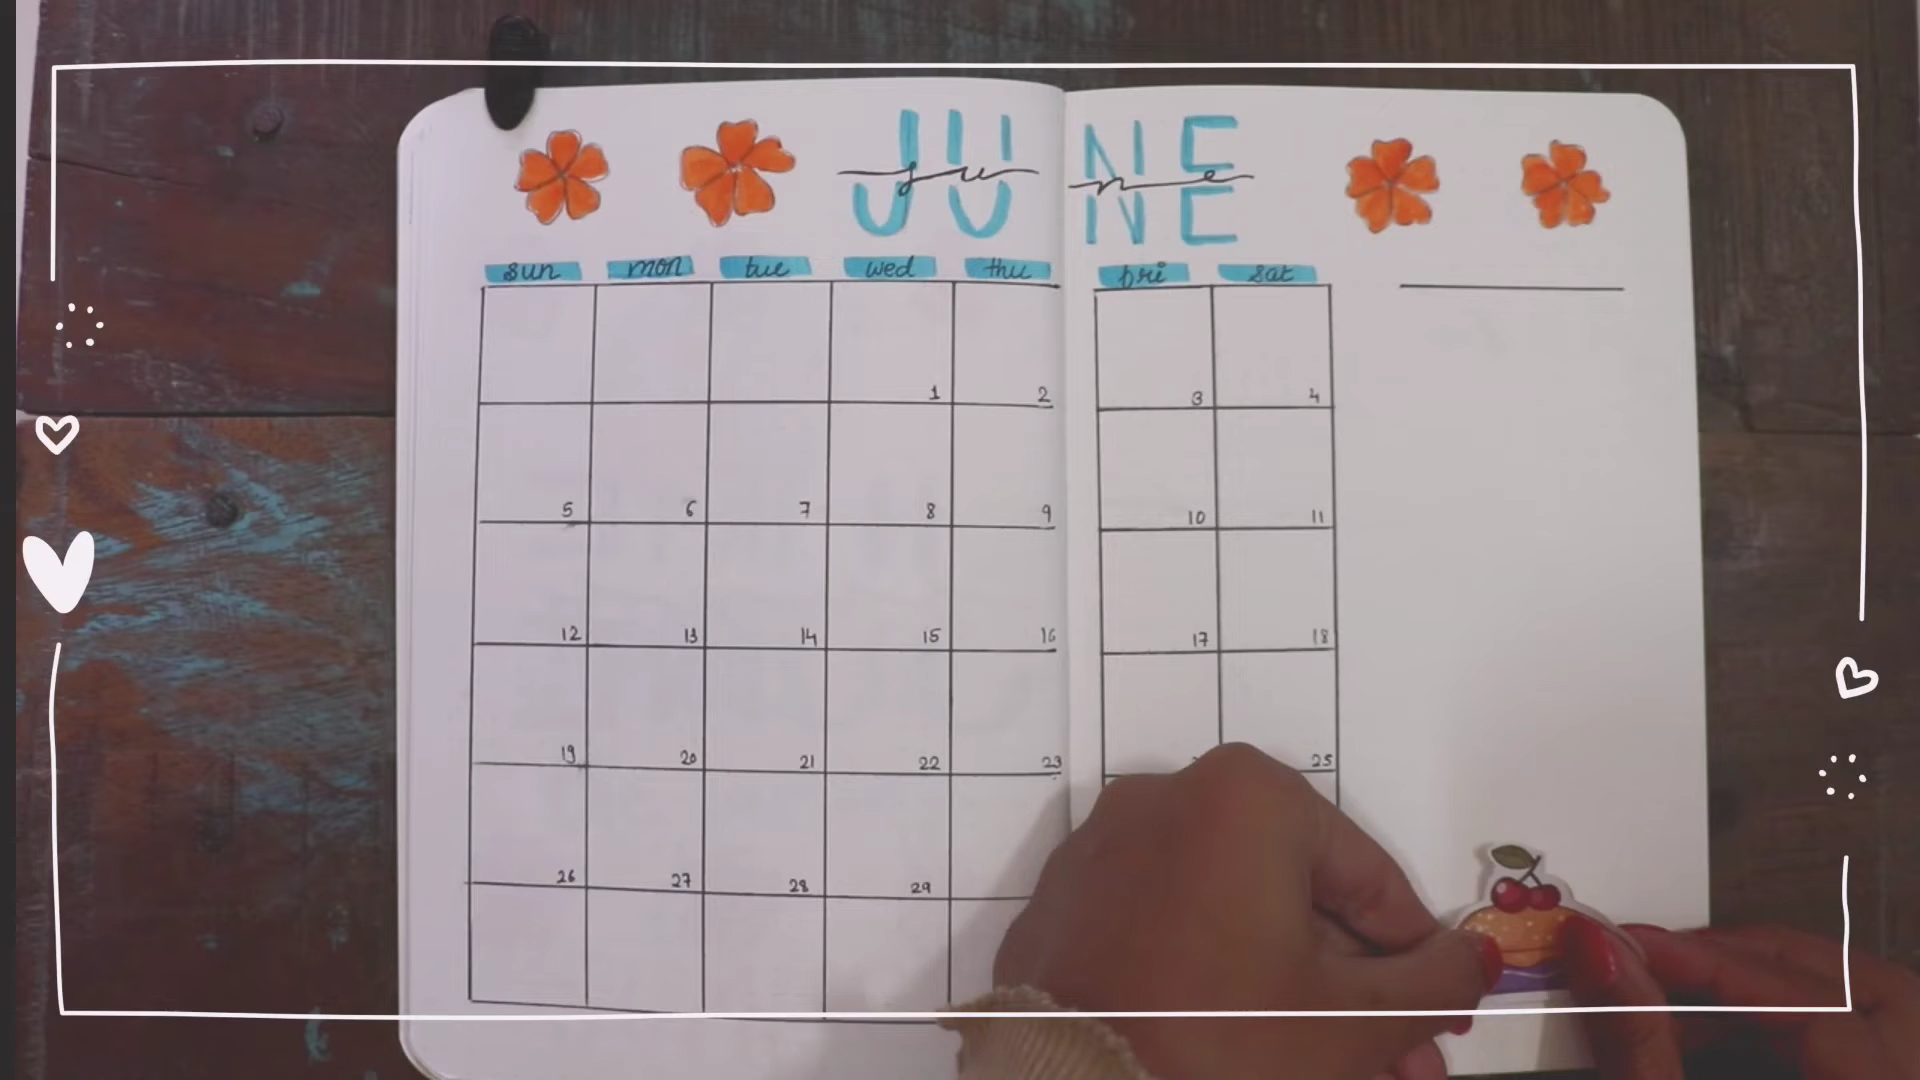 JUNE
june
sun mon tue wed thu fri sat
1 2 3 4
5 6 7 8 9 10 11
12 13 14 15 16 17 18
19 20 21 22 23 25
26 27 28 29